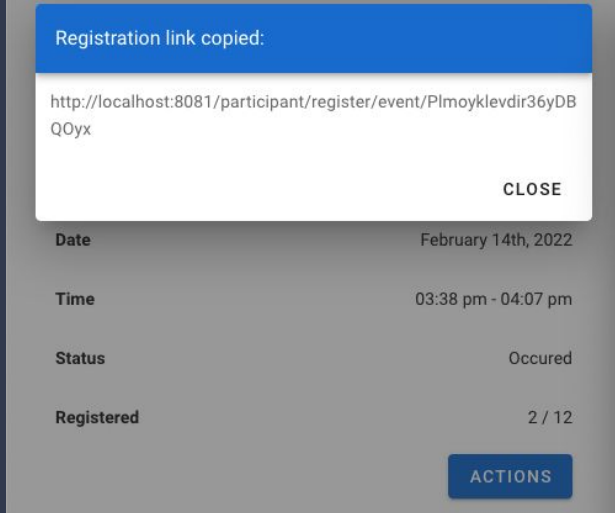 Registration link copied:
http://localhost:8081/participant/register/event/Plmoyklevdir36yDB
QOyx
CLOSE
Date February 14th, 2022
Time 03:38 pm - 04:07 pm
Status Occured
Registered 2 / 12
ACTIONS